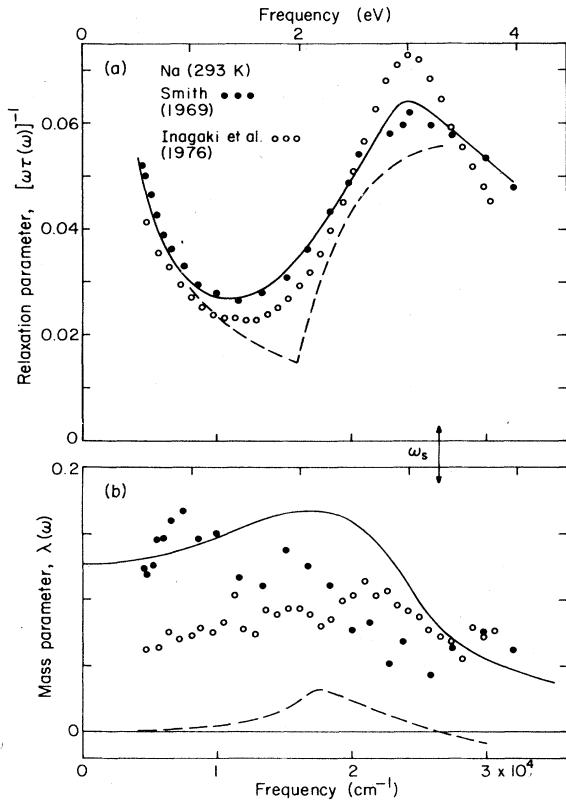 Frequency (eV)
0 2 4
(a) Na (293 K)
Smith
(1969)
Inagaki et al.
(1976)
Relaxation parameter, [ωτ(ω)]⁻¹
0.06
0.04
0.02
0
ωₛ
0.2
(b)
Mass parameter, λ(ω)
0
0 1 2 3 × 10⁴
Frequency (cm⁻¹)